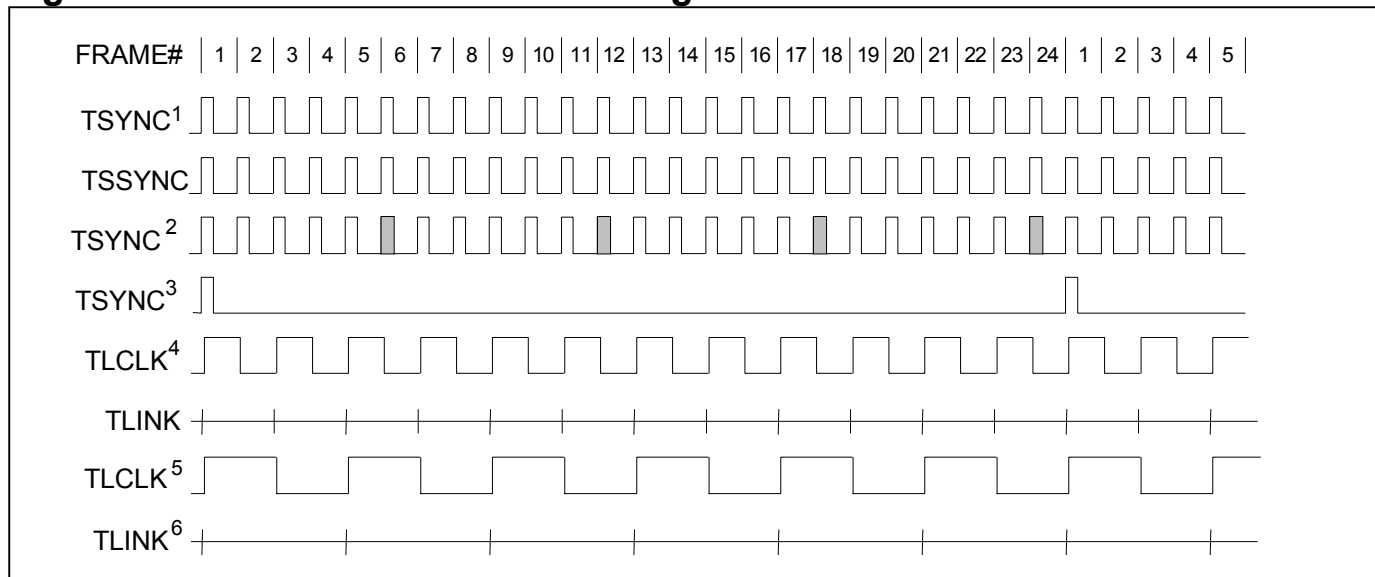 FRAME# 1 2 3 4 5 6 7 8 9 10 11 12 13 14 15 16 17 18 19 20 21 22 23 24 1 2 3 4 5
TSYNC¹
TSSYNC
TSYNC²
TSYNC³
TLCLK⁴
TLINK
TLCLK⁵
TLINK⁶